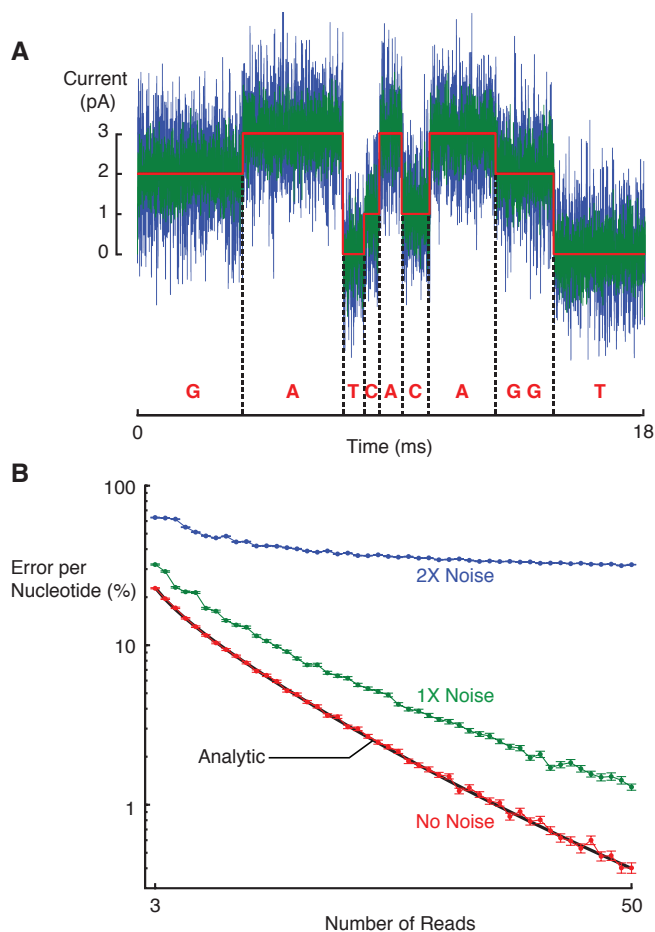 A
Current
(pA)
3
2
1
0
G A T C A C A G G T
0 18
Time (ms)
B
100
Error per
Nucleotide (%)
2X Noise
10
1X Noise
Analytic
No Noise
1
3 50
Number of Reads